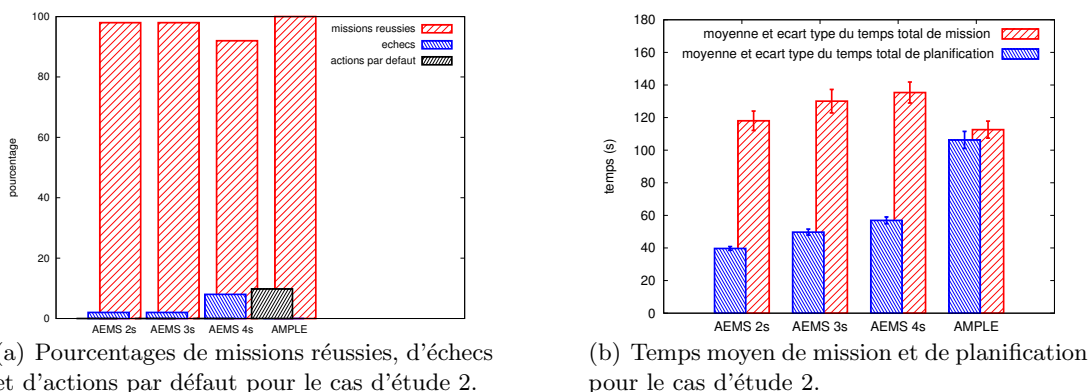 100
80
60
40
20
0
pourcentage
missions reussies
echecs
actions par defaut
AEMS 2s AEMS 3s AEMS 4s AMPLE
(a) Pourcentages de missions réussies, d'échecs
et d'actions par défaut pour le cas d'étude 2.
180
160
140
120
100
80
60
40
20
0
temps (s)
moyenne et ecart type du temps total de mission
moyenne et ecart type du temps total de planification
AEMS 2s AEMS 3s AEMS 4s AMPLE
(b) Temps moyen de mission et de planification
pour le cas d'étude 2.